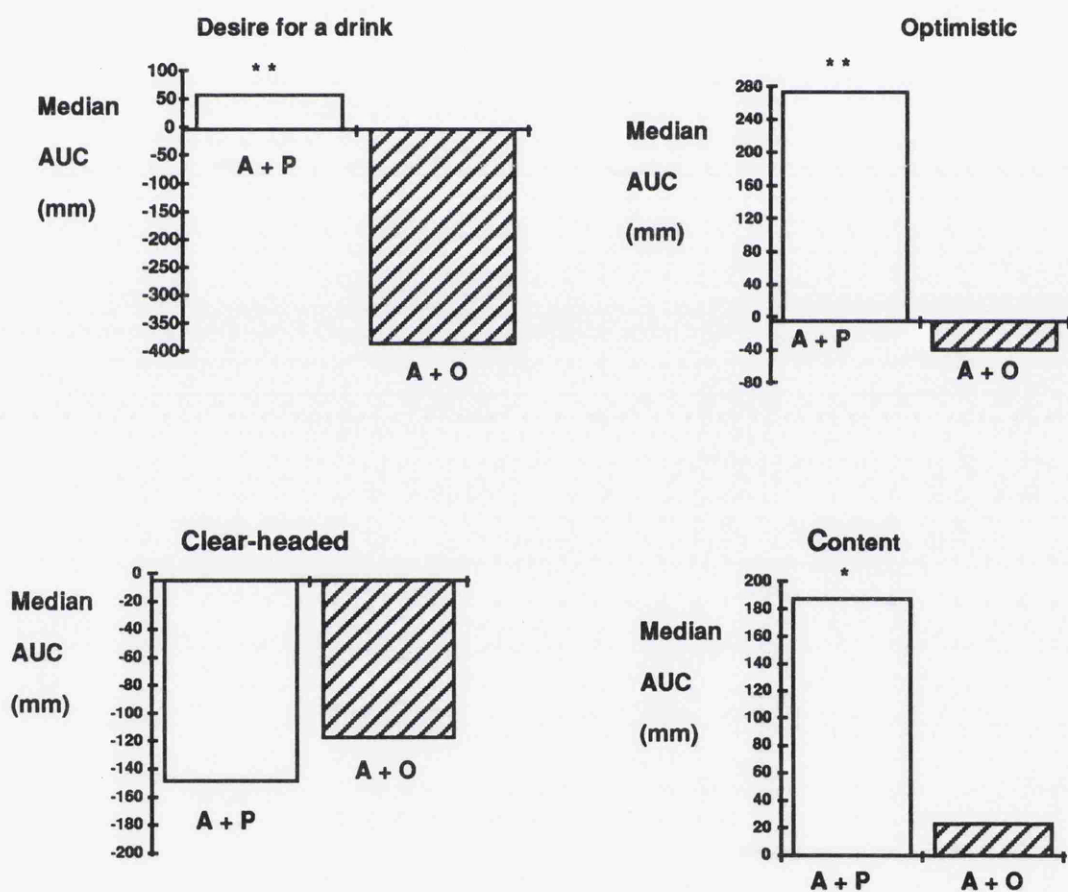 Desire for a drink
* *
100
50
0
-50
-100
-150
-200
-250
-300
-350
-400
Median
AUC
(mm)
A + P
A + O
Optimistic
* *
280
240
200
160
120
80
40
0
-40
-80
Median
AUC
(mm)
A + P
A + O
Clear-headed
0
-20
-40
-60
-80
-100
-120
-140
-160
-180
-200
Median
AUC
(mm)
A + P
A + O
Content
*
200
180
160
140
120
100
80
60
40
20
0
Median
AUC
(mm)
A + P
A + O